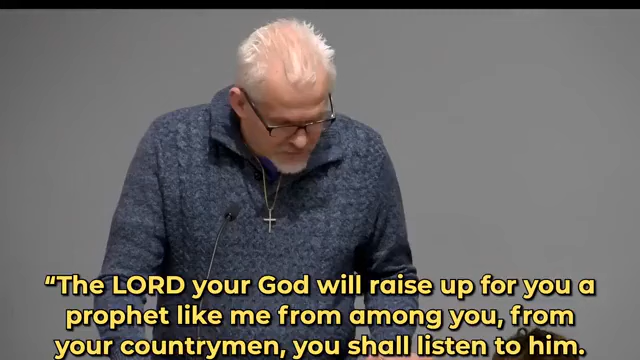 “The LORD your God will raise up for you a
prophet like me from among you, from
your countrymen, you shall listen to him.